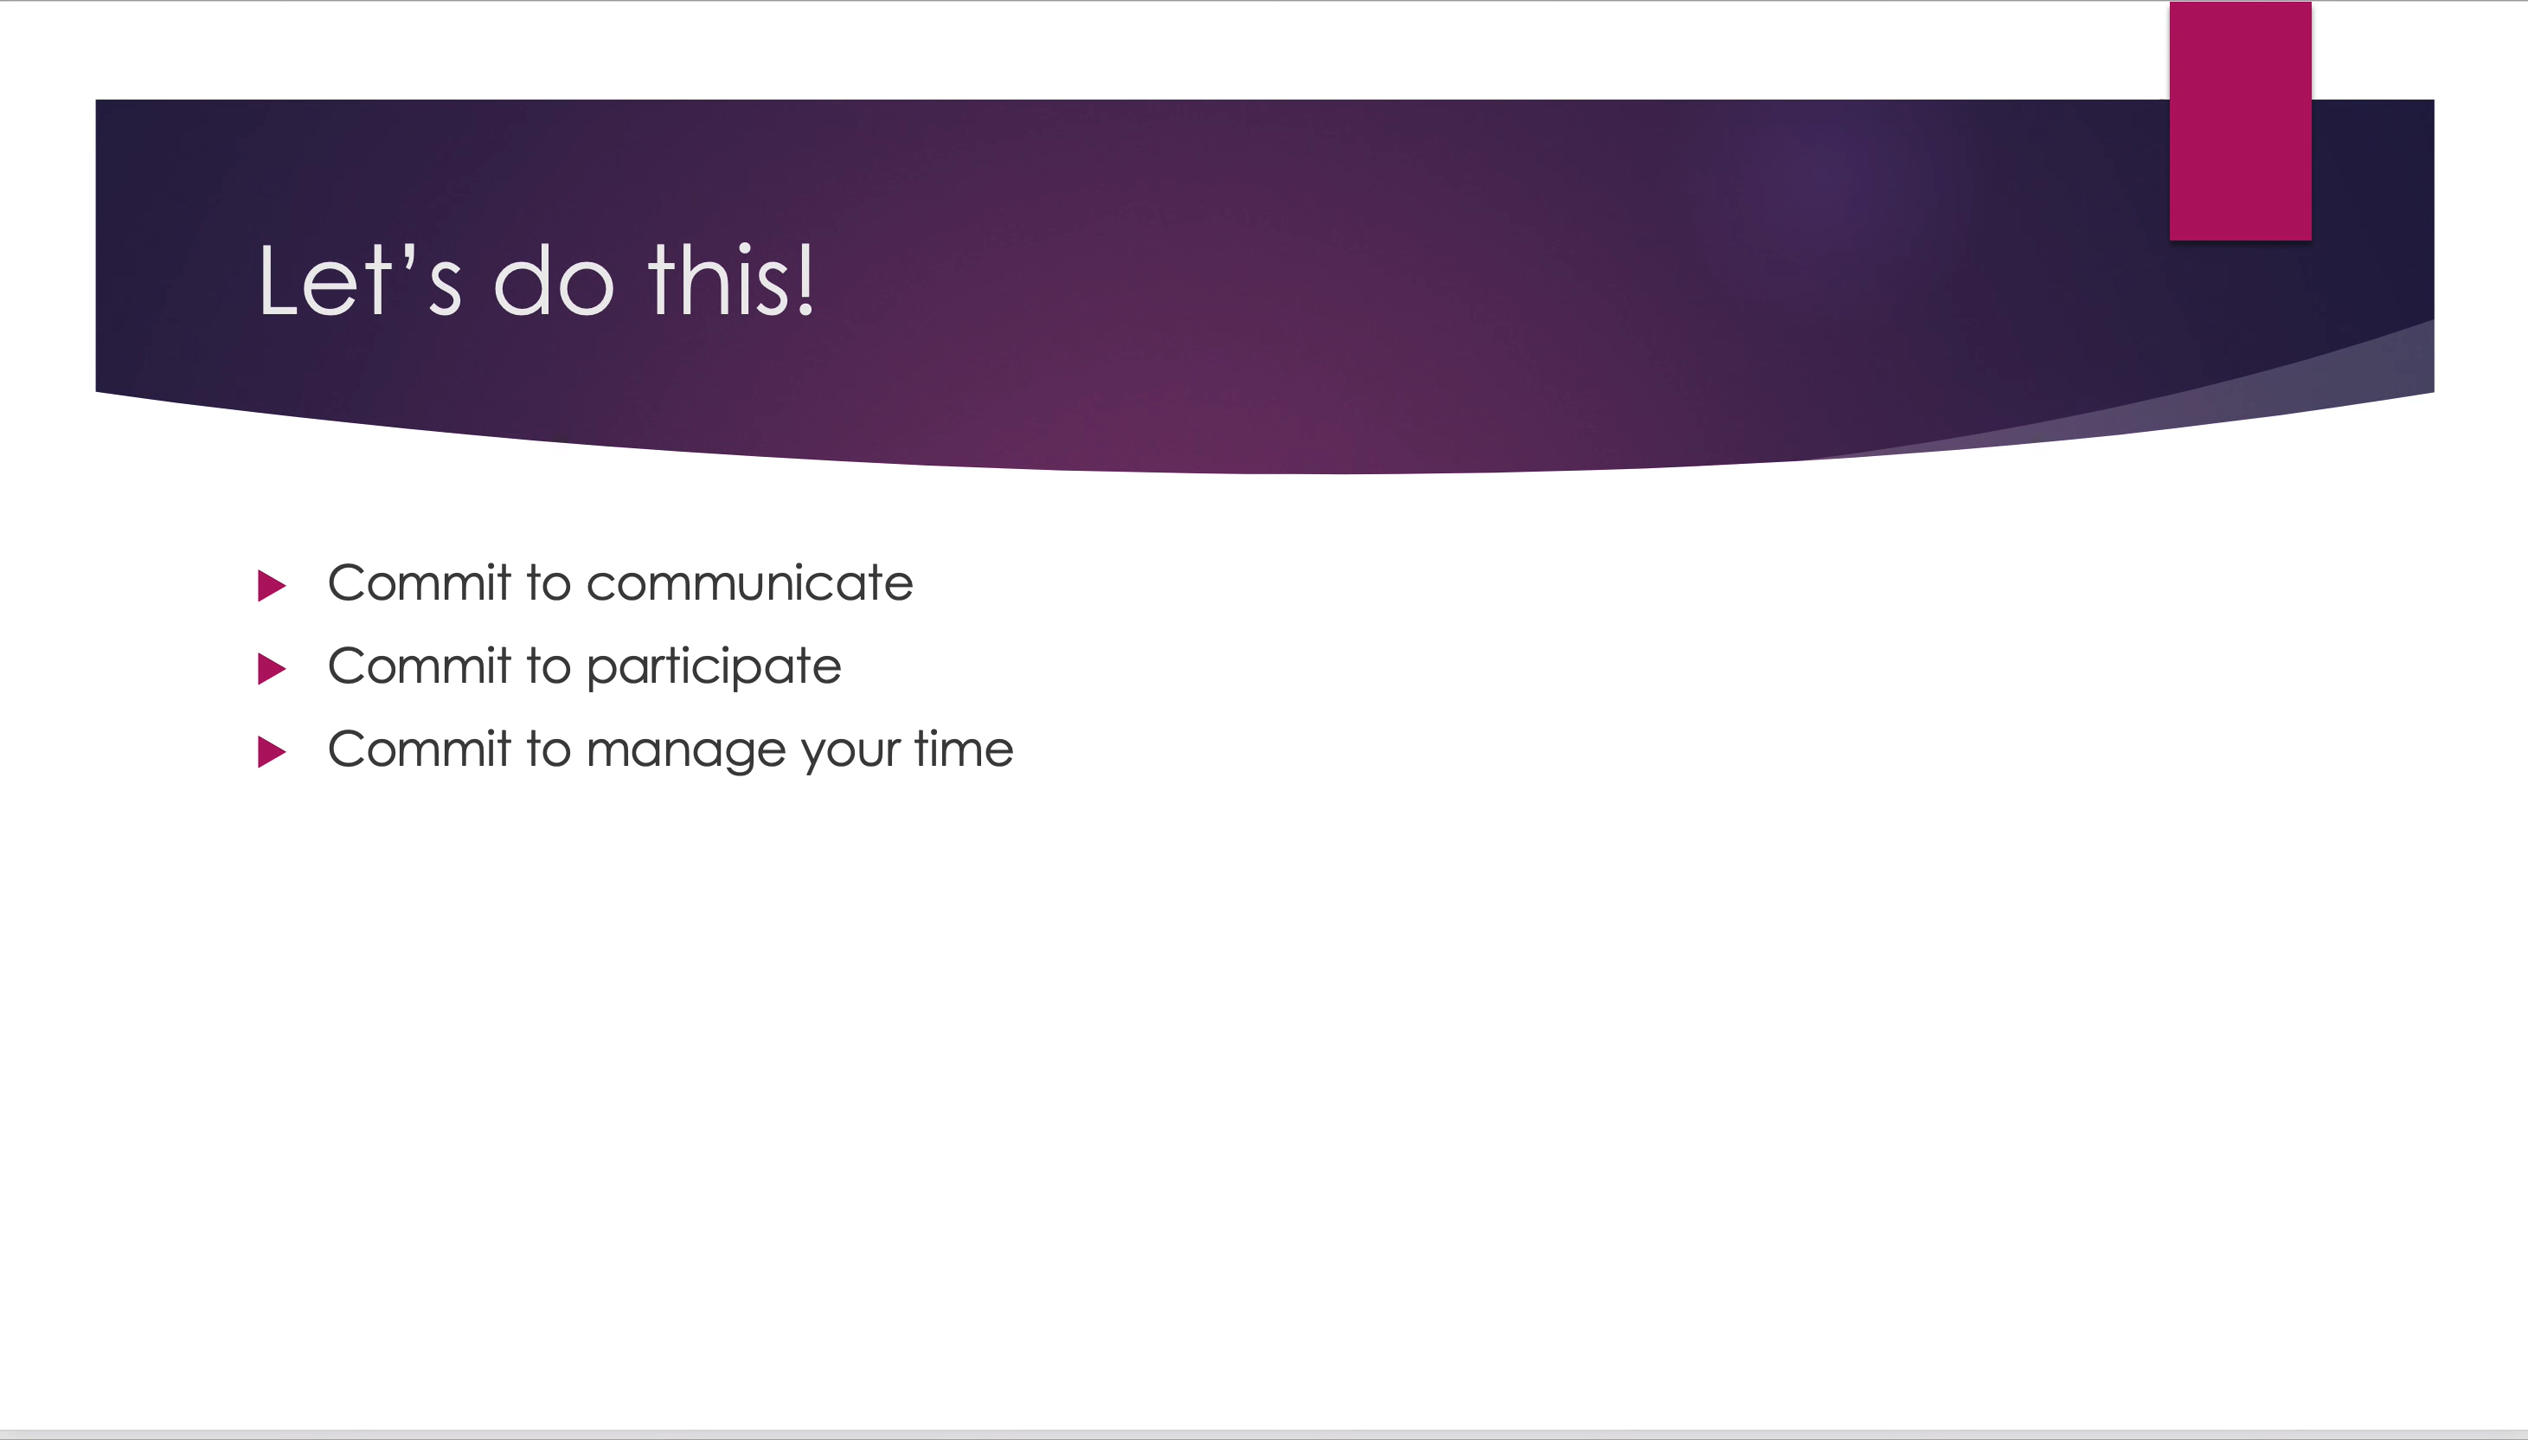 Let’s do this!
Commit to communicate
Commit to participate
Commit to manage your time